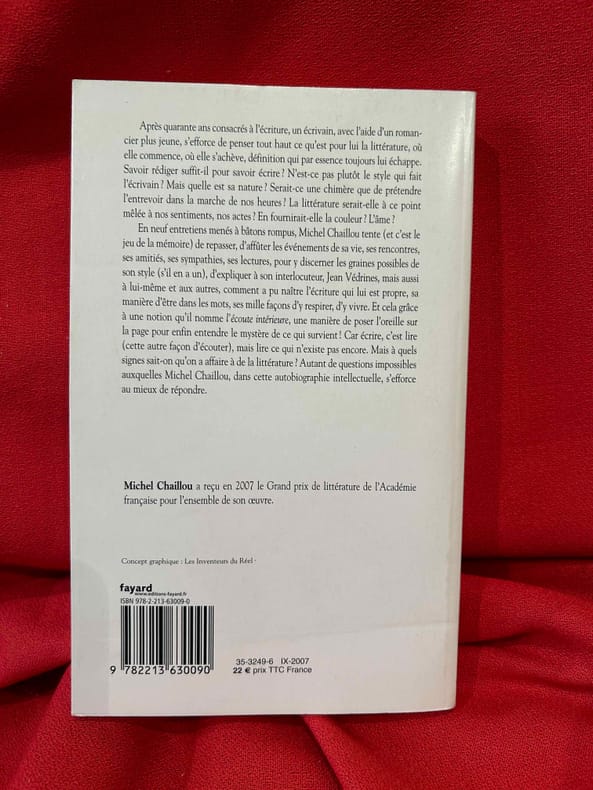 Après quarante ans consacrés à l'écriture, un écrivain, avec l'aide d'un roman-
cier plus jeune, s'efforce de penser tout haut ce qu'est pour lui la littérature, où
elle commence, où elle s'achève, définition qui par essence toujours lui échappe.
Savoir rédiger suffit-il pour savoir écrire ? N'est-ce pas plutôt le style qui fait
l'écrivain ? Mais quelle est sa nature ? Serait-ce une chimère que de prétendre
l'entrevoir dans la marche de nos heures ? La littérature serait-elle à ce point
mêlée à nos sentiments, nos actes ? En fournirait-elle la couleur ? L'âme ?
En neuf entretiens menés à bâtons rompus, Michel Chaillou tente (et c'est le
jeu de la mémoire) de repasser, d'affûter les événements de sa vie, ses rencontres,
ses amitiés, ses sympathies, ses lectures, pour y discerner les graines possibles de
son style (s'il en a un), d'expliquer à son interlocuteur, Jean Védrines, mais aussi
à lui-même et aux autres, comment a pu naître l'écriture qui lui est propre, sa
manière d'être dans les mots, ses mille façons d'y respirer, d'y vivre. Et cela grâce
à une notion qu'il nomme l'écoute intérieure, une manière de poser l'oreille sur
la page pour enfin entendre le mystère de ce qui survient ! Car écrire, c'est lire
(cette autre façon d'écouter), mais lire ce qui n'existe pas encore. Mais à quels
signes sait-on qu'on a affaire à de la littérature ? Autant de questions impossibles
auxquelles Michel Chaillou, dans cette autobiographie intellectuelle, s'efforce
au mieux de répondre.
Michel Chaillou a reçu en 2007 le Grand prix de littérature de l'Académie
française pour l'ensemble de son œuvre.
Concept graphique : Les Inventeurs du Réel
fayard
www.editions-fayard.fr
ISBN 978-2-213-63009-0
9 782213 630090
35-3249-6 IX-2007
22 € prix TTC France